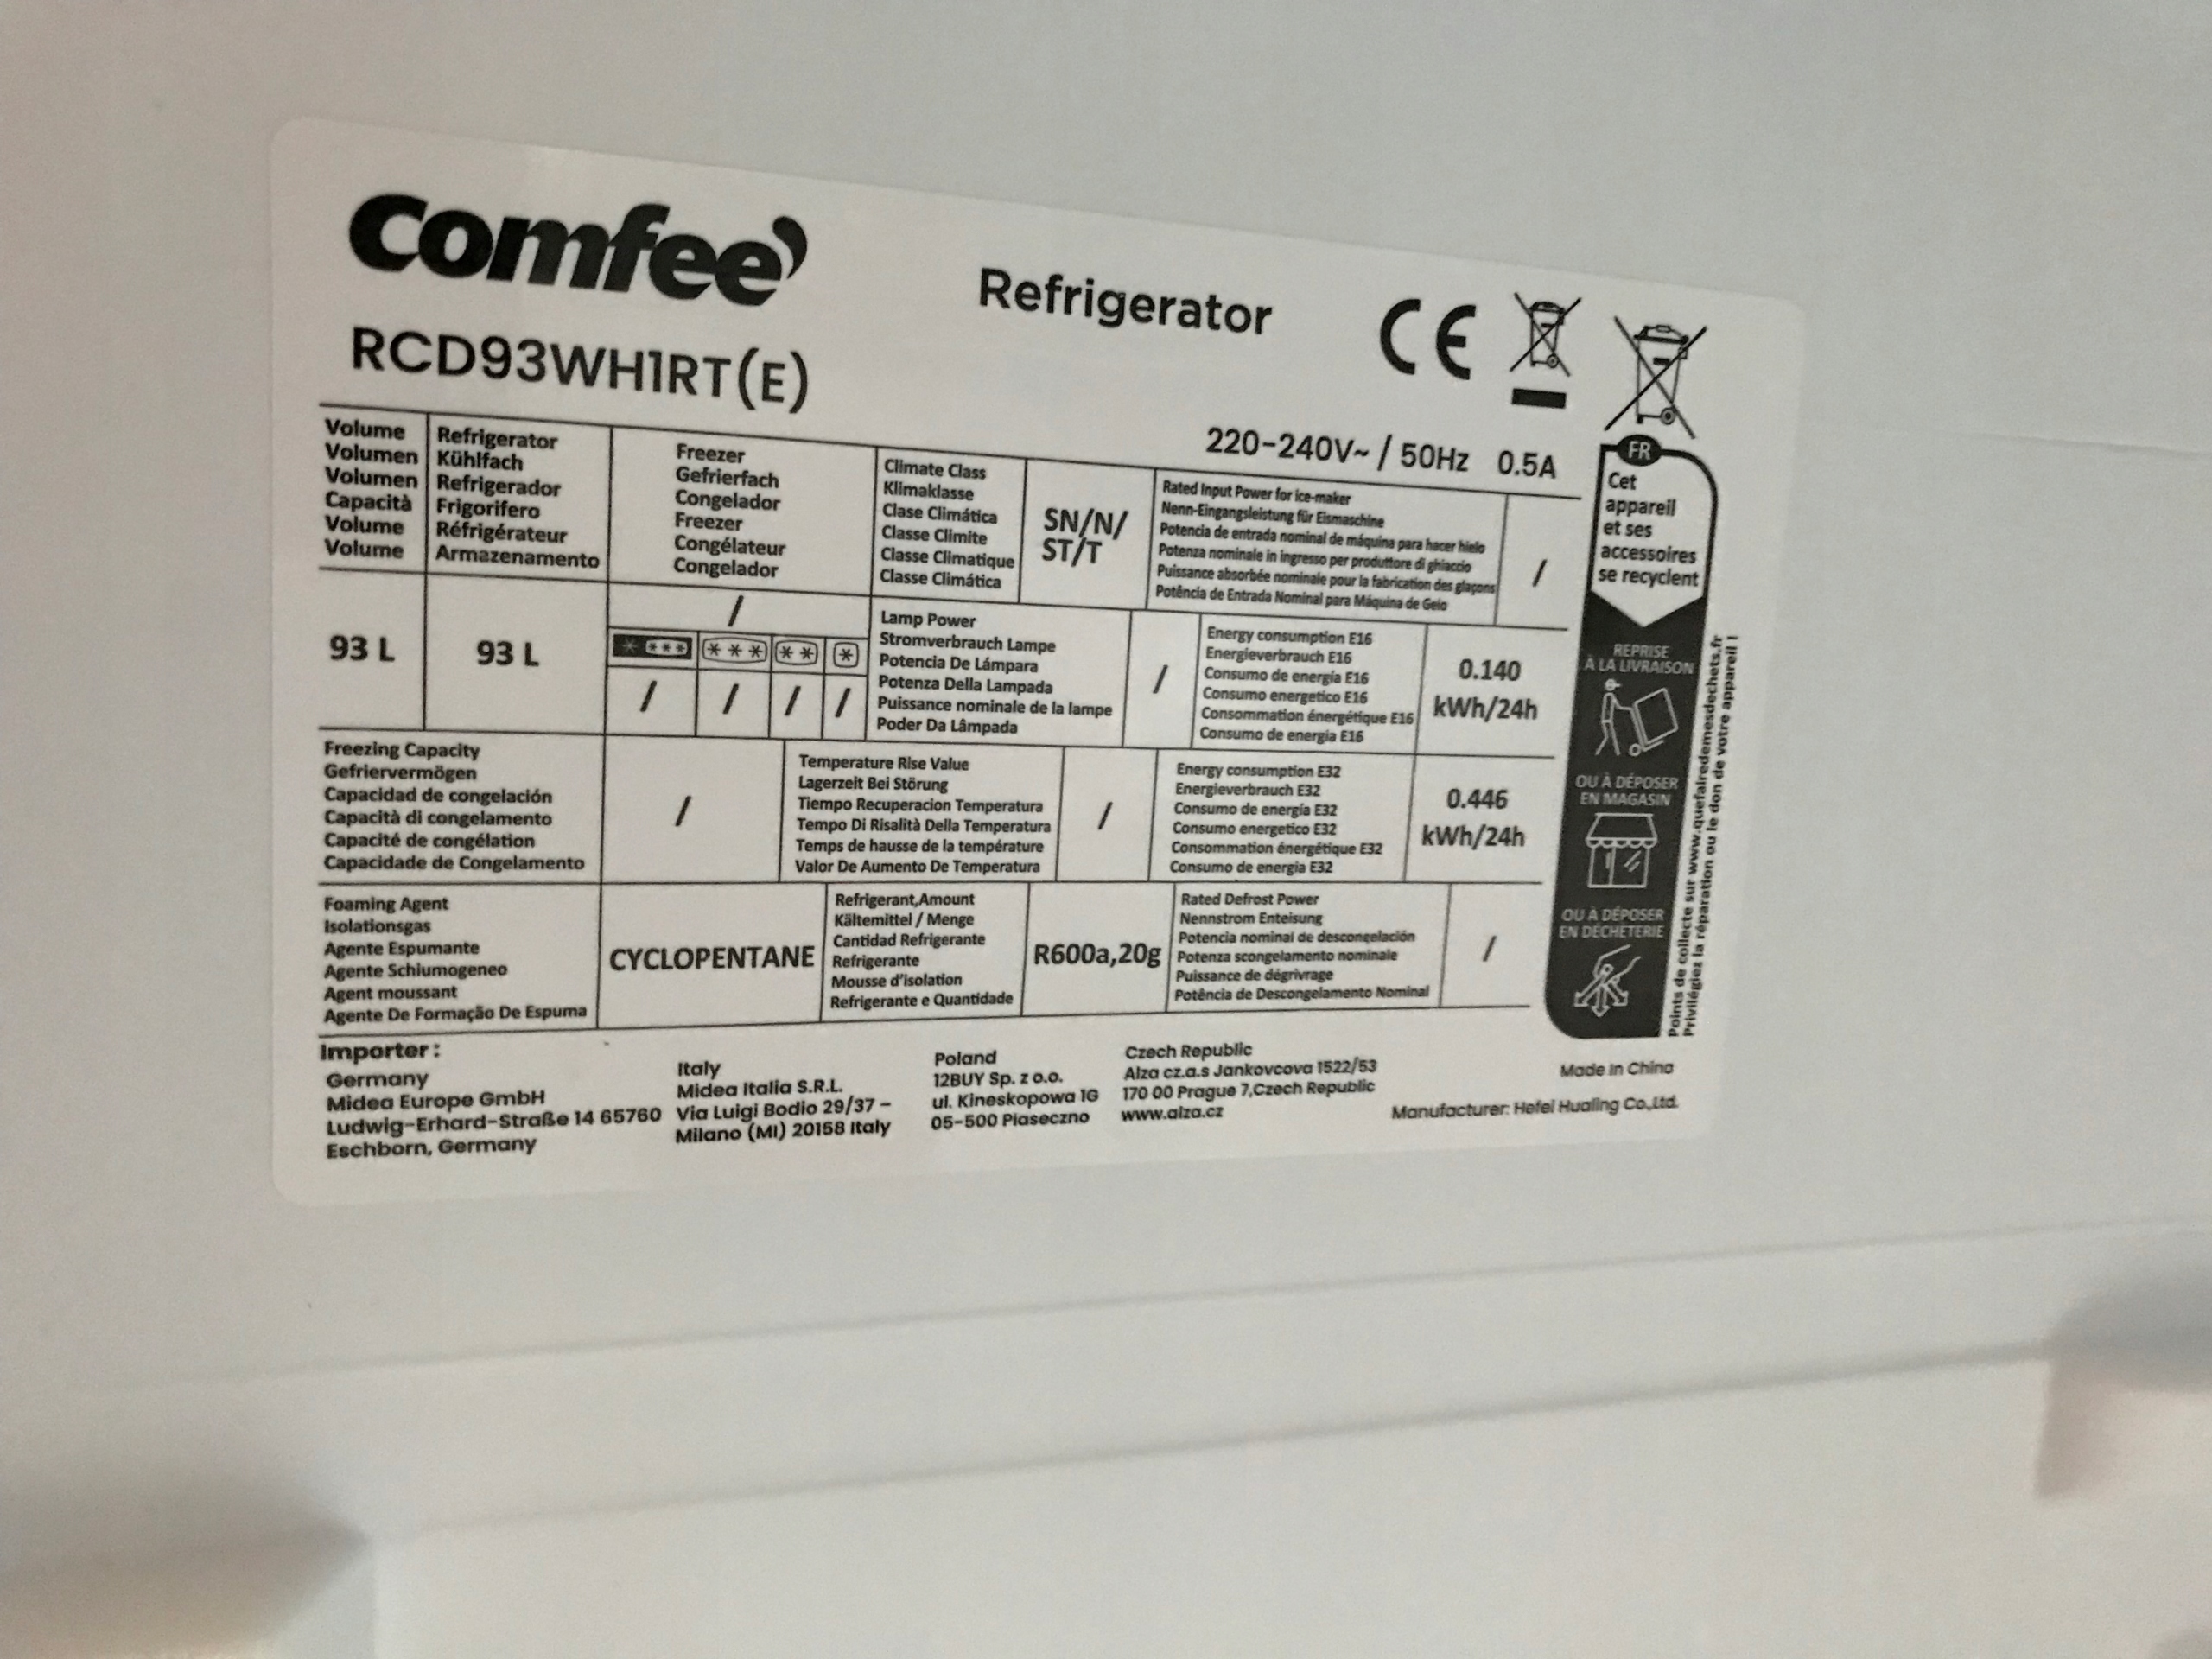 comfee'
Refrigerator
CE
RCD93WH1RT(E)
220-240V~ / 50Hz 0.5A
Volume
Volumen
Volumen
Capacità
Volume
Volume
Refrigerator
Kühlfach
Refrigerador
Frigorifero
Réfrigérateur
Armazenamento
Freezer
Gefrierfach
Congelador
Freezer
Congélateur
Congelador
Climate Class
Klimaklasse
Clase Climática
Classe Climite
Classe Climatique
Classe Climática
SN/N/
ST/T
Rated Input Power for ice-maker
Nenn-Eingangsleistung für Eismaschine
Potencia de entrada nominal de máquina para hacer hielo
Potenza nominale in ingresso per produttore di ghiaccio
Puissance absorbée nominale pour la fabrication des glaçons
Potência de Entrada Nominal para Máquina de Gelo
/
93 L
93 L
/
* *** *** ** *
/ / / /
Lamp Power
Stromverbrauch Lampe
Potencia De Lámpara
Potenza Della Lampada
Puissance nominale de la lampe
Poder Da Lâmpada
/
Energy consumption E16
Energieverbrauch E16
Consumo de energía E16
Consumo energetico E16
Consommation énergétique E16
Consumo de energia E16
0.140
kWh/24h
Freezing Capacity
Gefriervermögen
Capacidad de congelación
Capacità di congelamento
Capacité de congélation
Capacidade de Congelamento
/
Temperature Rise Value
Lagerzeit Bei Störung
Tiempo Recuperacion Temperatura
Tempo Di Risalità Della Temperatura
Temps de hausse de la température
Valor De Aumento De Temperatura
/
Energy consumption E32
Energieverbrauch E32
Consumo de energía E32
Consumo energetico E32
Consommation énergétique E32
Consumo de energia E32
0.446
kWh/24h
Foaming Agent
Isolationsgas
Agente Espumante
Agente Schiumogeneo
Agent moussant
Agente De Formação De Espuma
CYCLOPENTANE
Refrigerant,Amount
Kältemittel / Menge
Cantidad Refrigerante
Refrigerante
Mousse d'isolation
Refrigerante e Quantidade
R600a,20g
Rated Defrost Power
Nennstrom Enteisung
Potencia nominal de descongelación
Potenza scongelamento nominale
Puissance de dégrivrage
Potência de Descongelamento Nominal
/
FR
Cet
appareil
et ses
accessoires
se recyclent
REPRISE
À LA LIVRAISON
OU À DÉPOSER
EN MAGASIN
OU À DÉPOSER
EN DÉCHÈTERIE
Points de collecte sur www.quefairedemesdechets.fr
Privilégiez la réparation ou le don de votre appareil !
Importer:
Germany
Midea Europe GmbH
Ludwig-Erhard-Straße 14 65760
Eschborn, Germany
Italy
Midea Italia S.R.L.
Via Luigi Bodio 29/37 -
Milano (MI) 20158 Italy
Poland
12BUY Sp. z o.o.
ul. Kineskopowa 1G
05-500 Piaseczno
Czech Republic
Alza cz.a.s Jankovcova 1522/53
170 00 Prague 7,Czech Republic
www.alza.cz
Made In China
Manufacturer: Hefei Hualing Co.,Ltd.